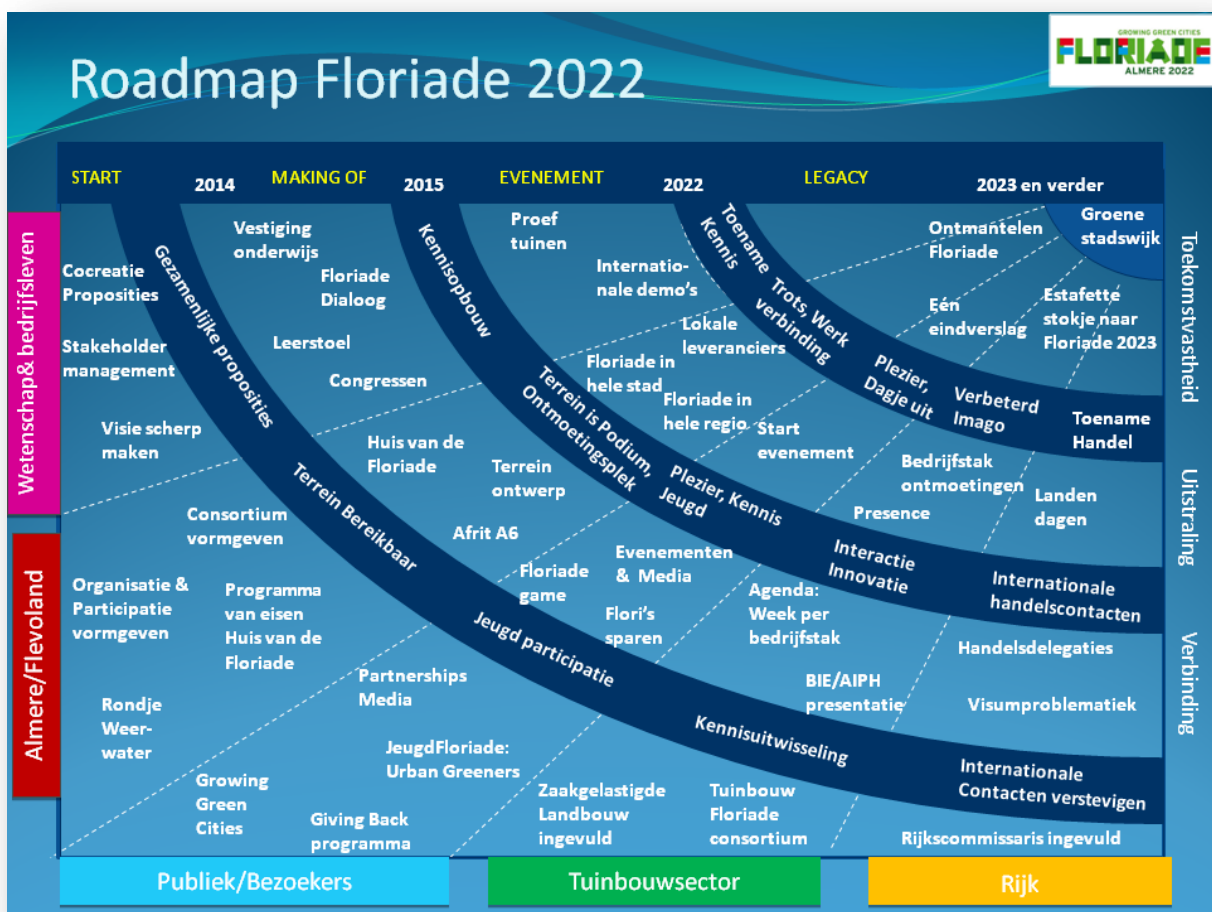 GROWING GREEN CITIES
FLORIADE
ALMERE 2022
Roadmap Floriade 2022
START
2014
MAKING OF
2015
EVENEMENT
2022
LEGACY
2023 en verder
Wetenschap& bedrijfsleven
Almere/Flevoland
Cocreatie
Proposities
Stakeholder
management
Visie scherp
maken
Consortium
vormgeven
Organisatie &
Participatie
vormgeven
Programma
van eisen
Huis van de
Floriade
Rondje
Weer-
water
Growing
Green
Cities
Giving Back
programma
JeugdFloriade:
Urban Greeners
Partnerships
Media
Zaakgelastigde
Landbouw
ingevuld
Tuinbouw
Floriade
consortium
Rijkscommissaris ingevuld
Gezamenlijke proposities
Terrein Bereikbaar
Jeugd participatie
Kennisuitwisseling
Internationale
Contacten verstevigen
Vestiging
onderwijs
Floriade
Dialoog
Leerstoel
Congressen
Huis van de
Floriade
Terrein
ontwerp
Afrit A6
Floriade
game
Evenementen
& Media
Flori's
sparen
Agenda:
Week per
bedrijfstak
BIE/AIPH
presentatie
Handelsdelegaties
Visumproblematiek
Kennisopbouw
Terrein is Podium,
Ontmoetingsplek
Plezier, Kennis
Jeugd
Interactie
Innovatie
Internationale
handelscontacten
Proef
tuinen
Internatio-
nale demo's
Lokale
leveranciers
Floriade in
hele stad
Floriade in
hele regio
Start
evenement
Bedrijfstak
ontmoetingen
Presence
Landen
dagen
Toename
Kennis
Trots, Werk
verbinding
Plezier,
Dagje uit
Verbeterd
Imago
Toename
Handel
Ontmantelen
Floriade
Eén
eindverslag
Estafette
stokje naar
Floriade 2023
Groene
stadswijk
Toekomstvastheid
Uitstraling
Verbinding
Publiek/Bezoekers
Tuinbouwsector
Rijk